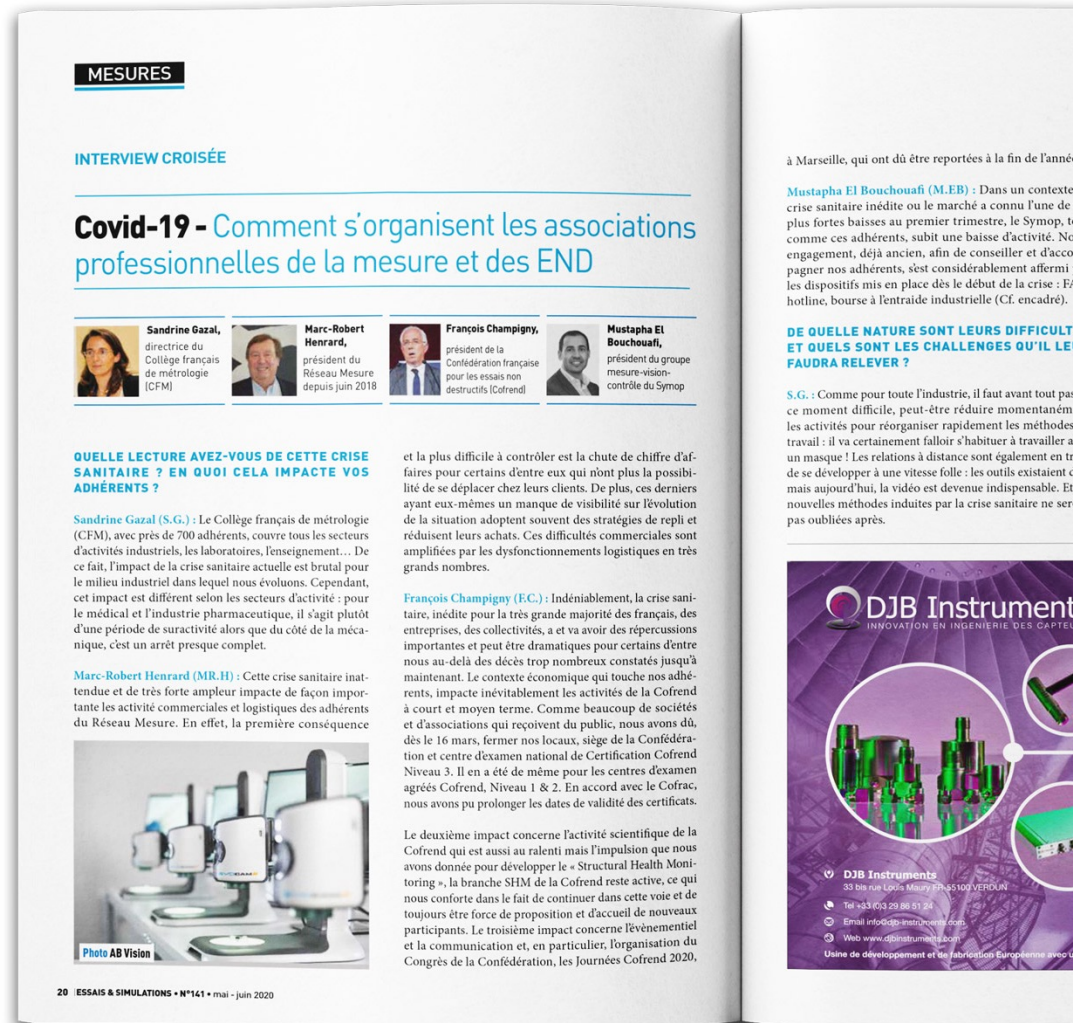 MESURES
INTERVIEW CROISÉE
Covid-19 - Comment s'organisent les associations
professionnelles de la mesure et des END
Sandrine Gazal,
directrice du
Collège français
de métrologie
(CFM)
Marc-Robert
Henrard,
président du
Réseau Mesure
depuis juin 2018
François Champigny,
président de la
Confédération française
pour les essais non
destructifs (Cofrend)
Mustapha El
Bouchouafi,
président du groupe
mesure-vision-
contrôle du Symop
QUELLE LECTURE AVEZ-VOUS DE CETTE CRISE
SANITAIRE ? EN QUOI CELA IMPACTE VOS
ADHÉRENTS ?
Sandrine Gazal (S.G.) : Le Collège français de métrologie
(CFM), avec près de 700 adhérents, couvre tous les secteurs
d'activités industriels, les laboratoires, l'enseignement… De
ce fait, l'impact de la crise sanitaire actuelle est brutal pour
le milieu industriel dans lequel nous évoluons. Cependant,
cet impact est différent selon les secteurs d'activité : pour
le médical et l'industrie pharmaceutique, il s'agit plutôt
d'une période de suractivité alors que du côté de la méca-
nique, c'est un arrêt presque complet.
Marc-Robert Henrard (MR.H) : Cette crise sanitaire inat-
tendue et de très forte ampleur impacte de façon impor-
tante les activité commerciales et logistiques des adhérents
du Réseau Mesure. En effet, la première conséquence
Photo AB Vision
et la plus difficile à contrôler est la chute de chiffre d'af-
faires pour certains d'entre eux qui n'ont plus la possibi-
lité de se déplacer chez leurs clients. De plus, ces derniers
ayant eux-mêmes un manque de visibilité sur l'évolution
de la situation adoptent souvent des stratégies de repli et
réduisent leurs achats. Ces difficultés commerciales sont
amplifiées par les dysfonctionnements logistiques en très
grands nombres.
François Champigny (F.C.) : Indéniablement, la crise sani-
taire, inédite pour la très grande majorité des français, des
entreprises, des collectivités, a et va avoir des répercussions
importantes et peut être dramatiques pour certains d'entre
nous au-delà des décès trop nombreux constatés jusqu'à
maintenant. Le contexte économique qui touche nos adhé-
rents, impacte inévitablement les activités de la Cofrend
à court et moyen terme. Comme beaucoup de sociétés
et d'associations qui reçoivent du public, nous avons dû,
dès le 16 mars, fermer nos locaux, siège de la Confédéra-
tion et centre d'examen national de Certification Cofrend
Niveau 3. Il en a été de même pour les centres d'examen
agréés Cofrend, Niveau 1 & 2. En accord avec le Cofrac,
nous avons pu prolonger les dates de validité des certificats.
Le deuxième impact concerne l'activité scientifique de la
Cofrend qui est aussi au ralenti mais l'impulsion que nous
avons donnée pour développer le « Structural Health Moni-
toring », la branche SHM de la Cofrend reste active, ce qui
nous conforte dans le fait de continuer dans cette voie et de
toujours être force de proposition et d'accueil de nouveaux
participants. Le troisième impact concerne l'évènementiel
et la communication et, en particulier, l'organisation du
Congrès de la Confédération, les Journées Cofrend 2020,
20 ESSAIS & SIMULATIONS • N°141 • mai - juin 2020
à Marseille, qui ont dû être reportées à la fin de l'année
Mustapha El Bouchouafi (M.EB) : Dans un contexte
crise sanitaire inédite ou le marché a connu l'une de
plus fortes baisses au premier trimestre, le Symop, t
comme ces adhérents, subit une baisse d'activité. No
engagement, déjà ancien, afin de conseiller et d'acco
pagner nos adhérents, s'est considérablement affermi
les dispositifs mis en place dès le début de la crise : FA
hotline, bourse à l'entraide industrielle (Cf. encadré).
DE QUELLE NATURE SONT LEURS DIFFICULT
ET QUELS SONT LES CHALLENGES QU'IL LE
FAUDRA RELEVER ?
S.G. : Comme pour toute l'industrie, il faut avant tout pas
ce moment difficile, peut-être réduire momentaném
les activités pour réorganiser rapidement les méthodes
travail : il va certainement falloir s'habituer à travailler a
un masque ! Les relations à distance sont également en tr
de se développer à une vitesse folle : les outils existaient
mais aujourd'hui, la vidéo est devenue indispensable. Et
nouvelles méthodes induites par la crise sanitaire ne ser
pas oubliées après.
DJB Instrument
INNOVATION EN INGENIERIE DES CAPTEU
DJB Instruments
33 bis rue Louis Maury FR-55100 VERDUN
Tel +33 (0)3 29 86 51 24
Email info@djb-instruments.com
Web www.djbinstruments.com
Usine de développement et de fabrication Européenne avec u